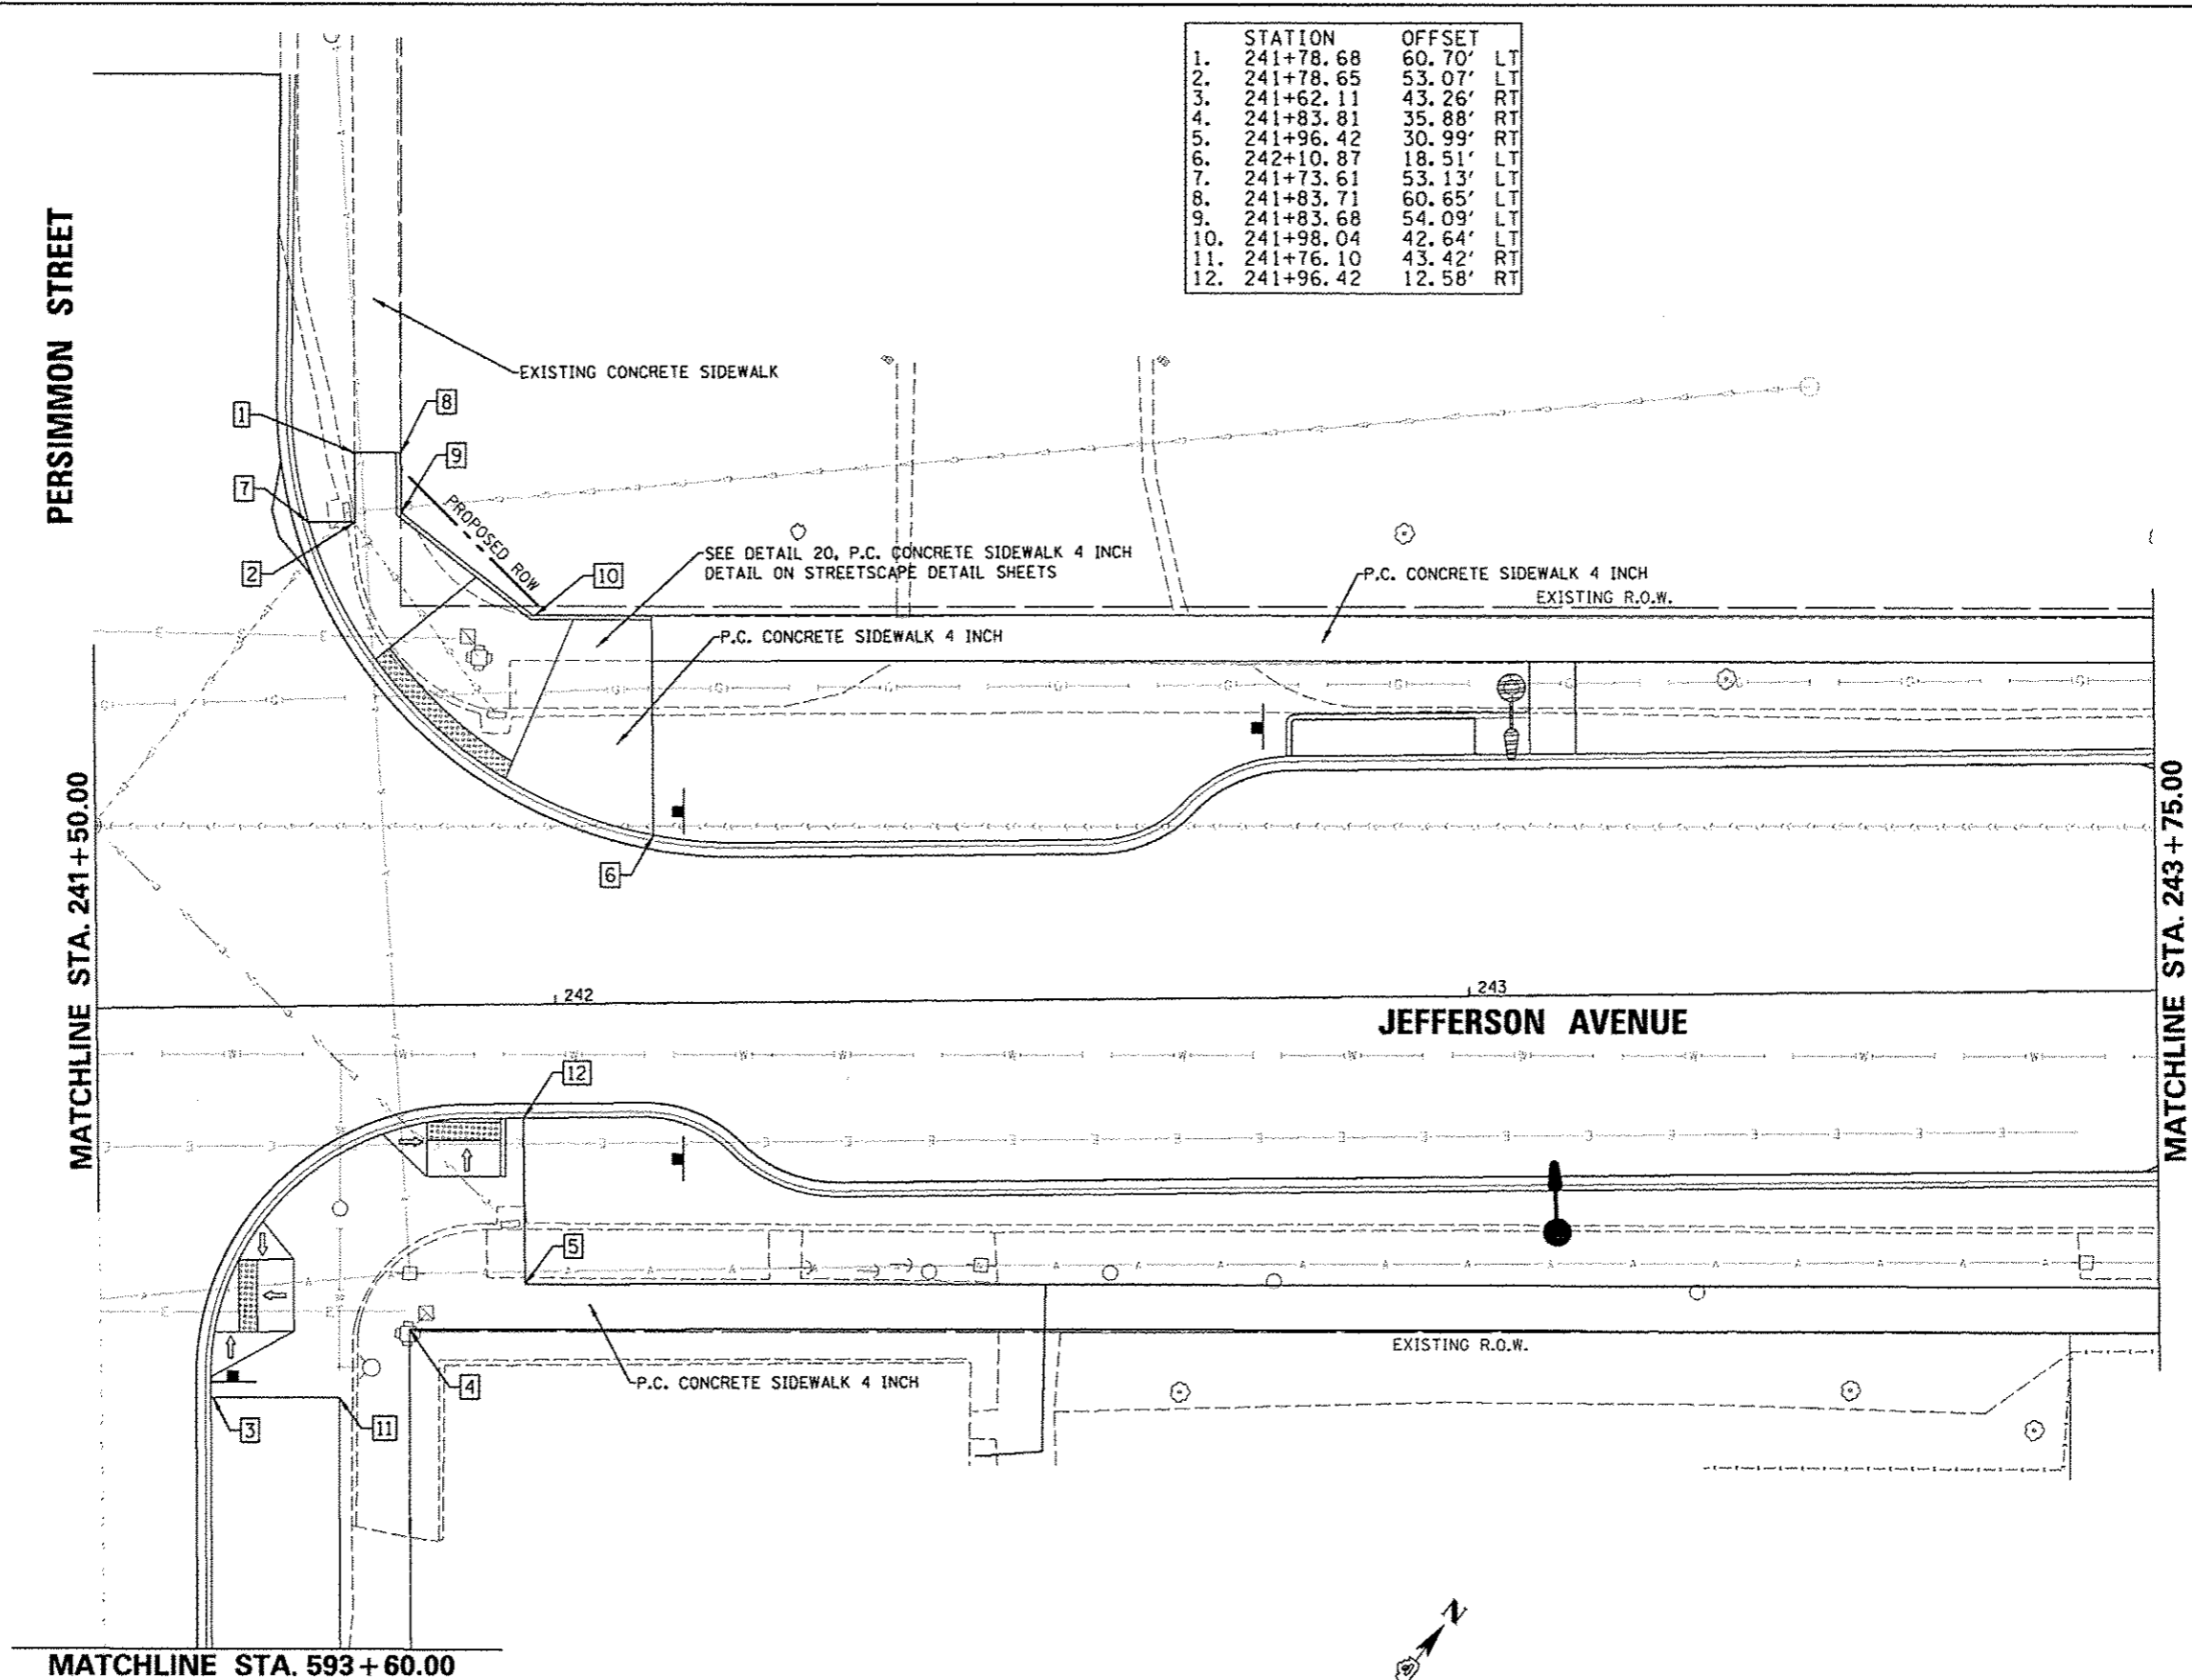 STATION OFFSET
1. 241+78.68 60.70' LT
2. 241+78.65 53.07' LT
3. 241+62.11 43.26' RT
4. 241+83.81 35.88' RT
5. 241+96.42 30.99' RT
6. 242+10.87 18.51' LT
7. 241+73.61 53.13' LT
8. 241+83.71 60.65' LT
9. 241+83.68 54.09' LT
10. 241+98.04 42.64' LT
11. 241+76.10 43.42' RT
12. 241+96.42 12.58' RT
PERSIMMON STREET
EXISTING CONCRETE SIDEWALK
1
8
9
7
PROPOSED ROW
2
10
SEE DETAIL 20, P.C. CONCRETE SIDEWALK 4 INCH
DETAIL ON STREETSCAPE DETAIL SHEETS
P.C. CONCRETE SIDEWALK 4 INCH
EXISTING R.O.W.
P.C. CONCRETE SIDEWALK 4 INCH
6
MATCHLINE STA. 241+50.00
MATCHLINE STA. 243+75.00
242
243
JEFFERSON AVENUE
12
5
EXISTING R.O.W.
P.C. CONCRETE SIDEWALK 4 INCH
4
3
11
N
MATCHLINE STA. 593+60.00